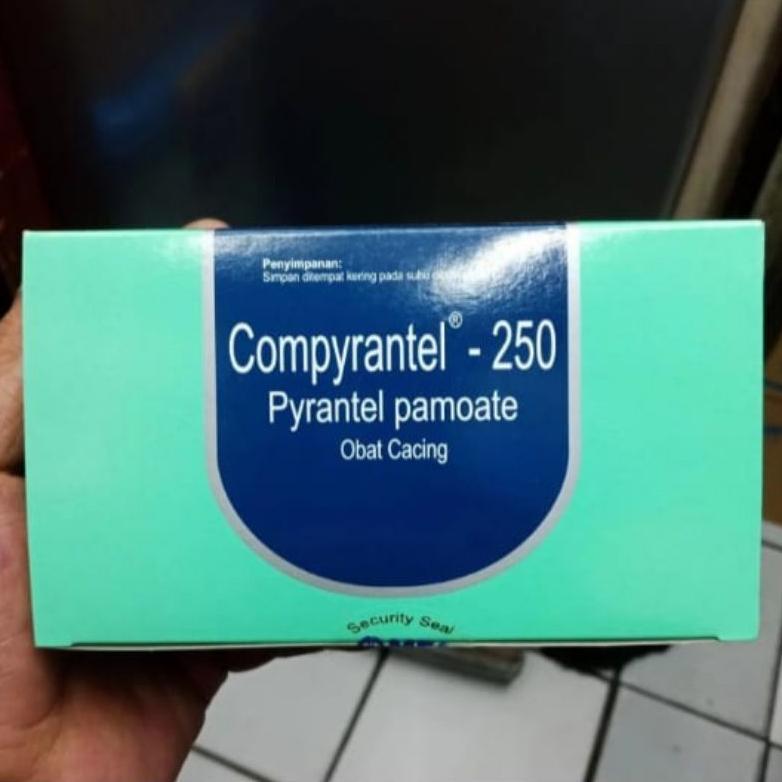 Penyimpanan:
Simpan ditempat kering pada suhu
Compyrantel® - 250
Pyrantel pamoate
Obat Cacing
Security Seal